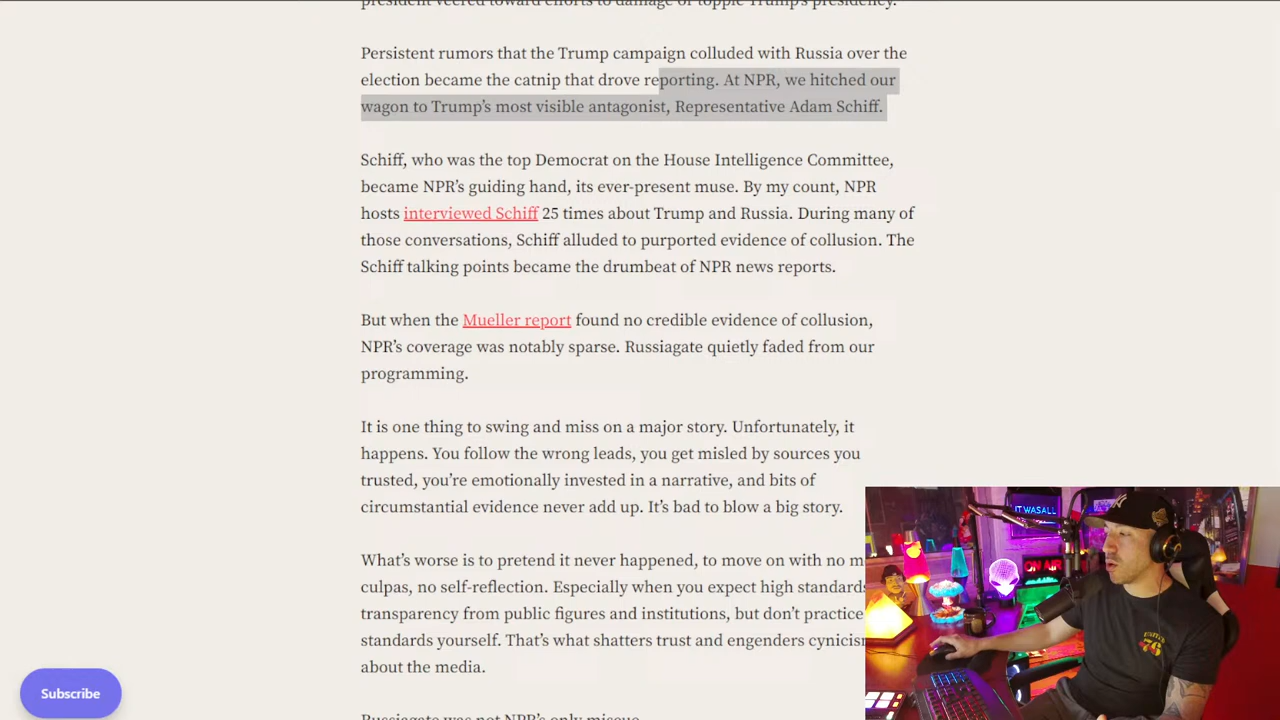 president veered toward efforts to damage or topple Trump's presidency.
Persistent rumors that the Trump campaign colluded with Russia over the
election became the catnip that drove reporting. At NPR, we hitched our
wagon to Trump's most visible antagonist, Representative Adam Schiff.
Schiff, who was the top Democrat on the House Intelligence Committee,
became NPR's guiding hand, its ever-present muse. By my count, NPR
hosts interviewed Schiff 25 times about Trump and Russia. During many of
those conversations, Schiff alluded to purported evidence of collusion. The
Schiff talking points became the drumbeat of NPR news reports.
But when the Mueller report found no credible evidence of collusion,
NPR's coverage was notably sparse. Russiagate quietly faded from our
programming.
It is one thing to swing and miss on a major story. Unfortunately, it
happens. You follow the wrong leads, you get misled by sources you
trusted, you're emotionally invested in a narrative, and bits of
circumstantial evidence never add up. It's bad to blow a big story.
What's worse is to pretend it never happened, to move on with no m
culpas, no self-reflection. Especially when you expect high standards
transparency from public figures and institutions, but don't practice
standards yourself. That's what shatters trust and engenders cynicism
about the media.
Russiagate was not NPR's only misque
Subscribe
IT WAS ALL
ON AIR
76